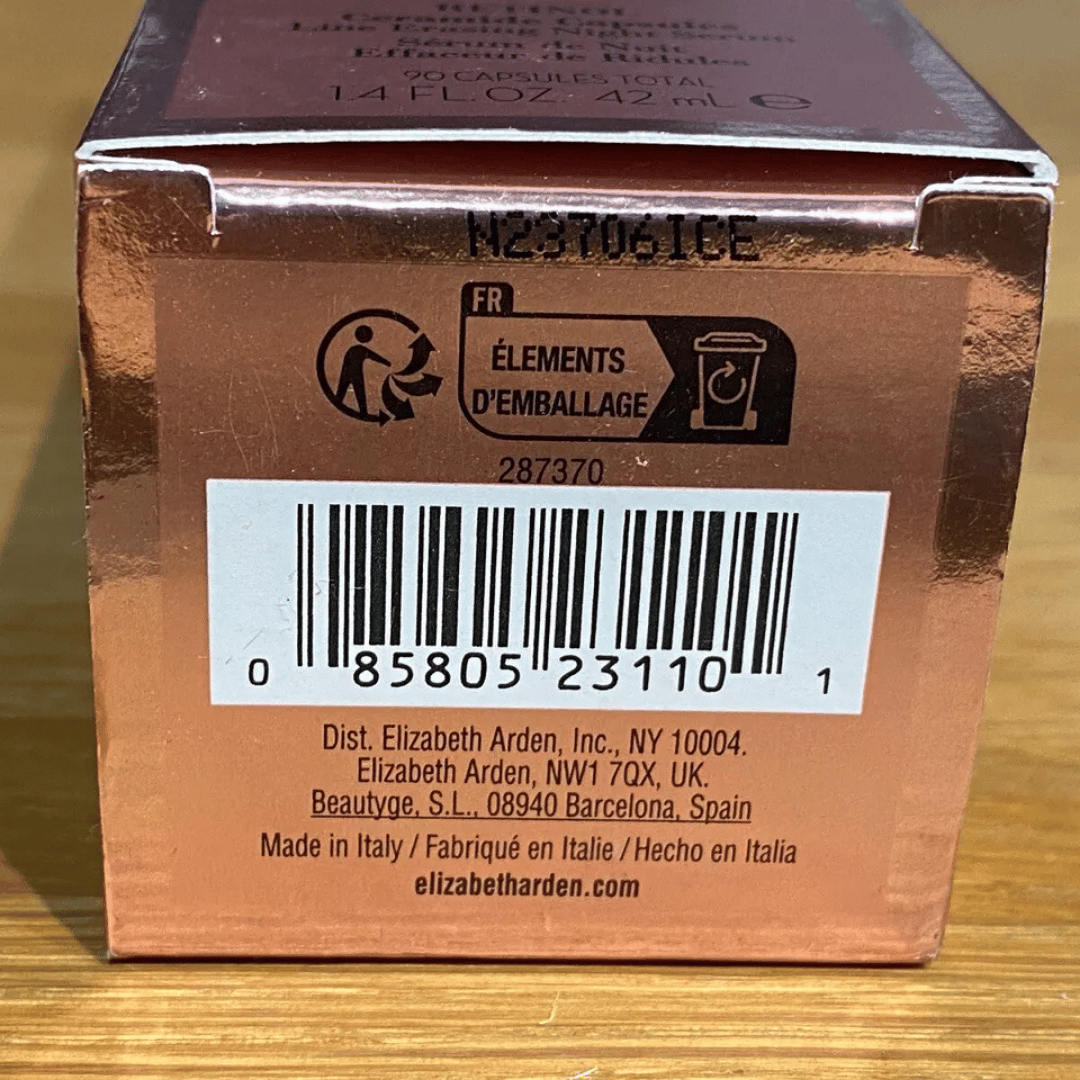 RETINOL
Ceramide Capsules
Line Erasing Night Serum
Sérum de Nuit
Effaceur de Ridules
90 CAPSULES TOTAL
1.4 FL. OZ. 42 mL ℮
N23706ICE
FR
ÉLEMENTS
D'EMBALLAGE
287370
0 85805 23110 1
Dist. Elizabeth Arden, Inc., NY 10004.
Elizabeth Arden, NW1 7QX, UK.
Beautyge, S.L., 08940 Barcelona, Spain
Made in Italy / Fabriqué en Italie / Hecho en Italia
elizabetharden.com